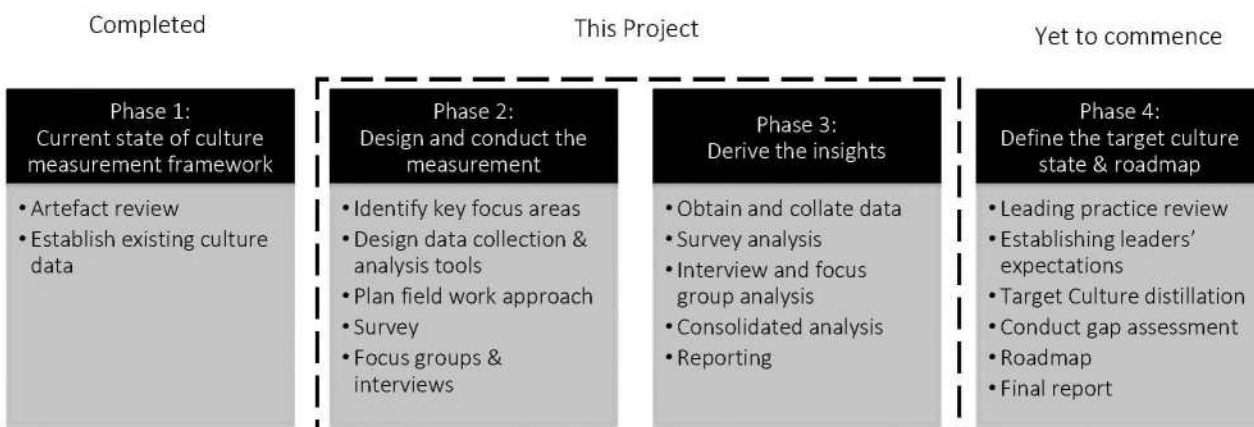 Completed
This Project
Yet to commence
Phase 1:
Current state of culture
measurement framework
• Artefact review
• Establish existing culture
data
Phase 2:
Design and conduct the
measurement
• Identify key focus areas
• Design data collection &
analysis tools
• Plan field work approach
• Survey
• Focus groups &
interviews
Phase 3:
Derive the insights
• Obtain and collate data
• Survey analysis
• Interview and focus
group analysis
• Consolidated analysis
• Reporting
Phase 4:
Define the target culture
state & roadmap
• Leading practice review
• Establishing leaders’
expectations
• Target Culture distillation
• Conduct gap assessment
• Roadmap
• Final report